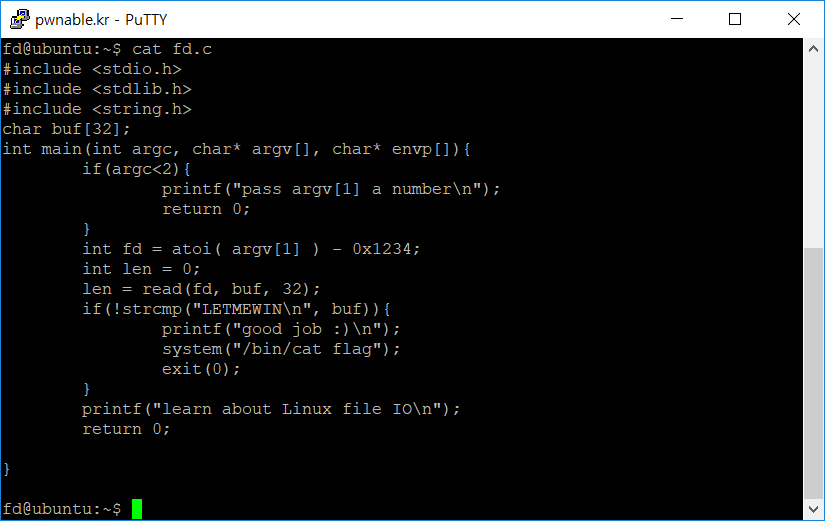 pwnable.kr - PuTTY
fd@ubuntu:~$ cat fd.c
#include <stdio.h>
#include <stdlib.h>
#include <string.h>
char buf[32];
int main(int argc, char* argv[], char* envp[]){
        if(argc<2){
                printf("pass argv[1] a number\n");
                return 0;
        }
        int fd = atoi( argv[1] ) - 0x1234;
        int len = 0;
        len = read(fd, buf, 32);
        if(!strcmp("LETMEWIN\n", buf)){
                printf("good job :)\n");
                system("/bin/cat flag");
                exit(0);
        }
        printf("learn about Linux file IO\n");
        return 0;

}

fd@ubuntu:~$